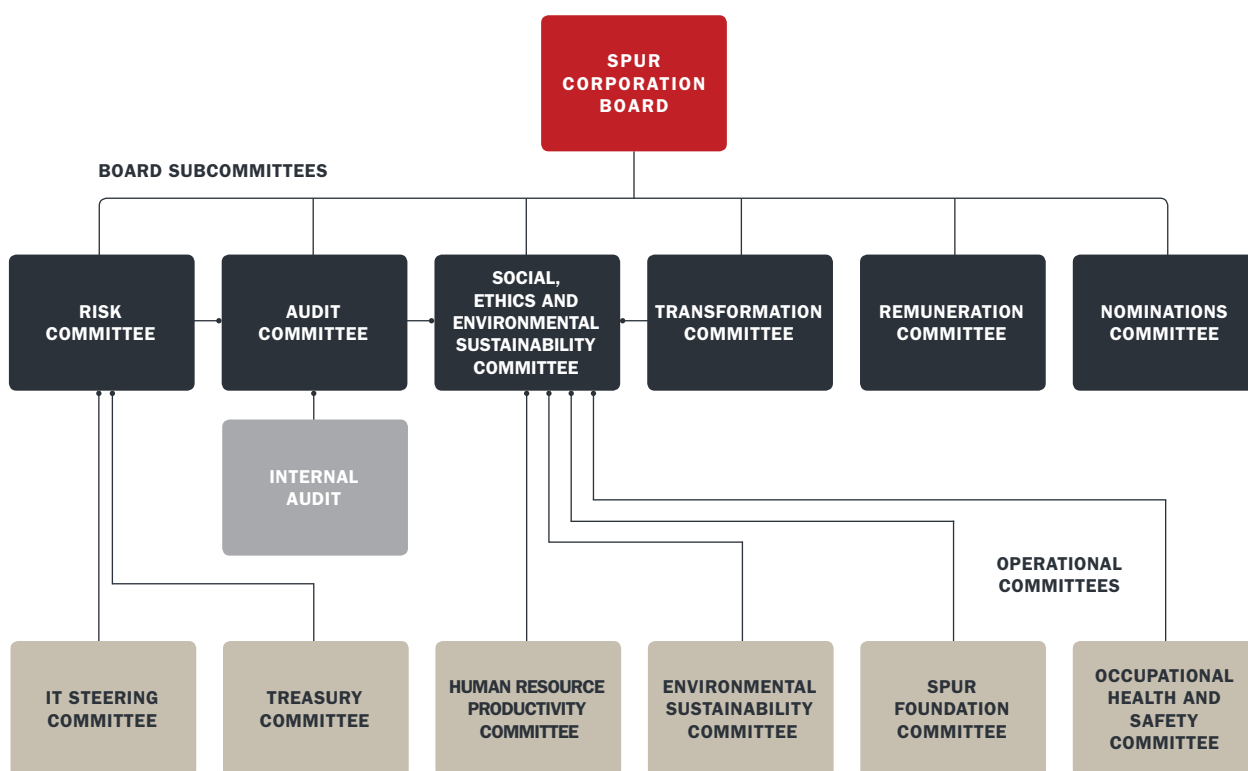 SPUR
CORPORATION
BOARD
BOARD SUBCOMMITTEES
RISK
COMMITTEE
AUDIT
COMMITTEE
SOCIAL,
ETHICS AND
ENVIRONMENTAL
SUSTAINABILITY
COMMITTEE
TRANSFORMATION
COMMITTEE
REMUNERATION
COMMITTEE
NOMINATIONS
COMMITTEE
INTERNAL
AUDIT
OPERATIONAL
COMMITTEES
IT STEERING
COMMITTEE
TREASURY
COMMITTEE
HUMAN RESOURCE
PRODUCTIVITY
COMMITTEE
ENVIRONMENTAL
SUSTAINABILITY
COMMITTEE
SPUR
FOUNDATION
COMMITTEE
OCCUPATIONAL
HEALTH AND
SAFETY
COMMITTEE